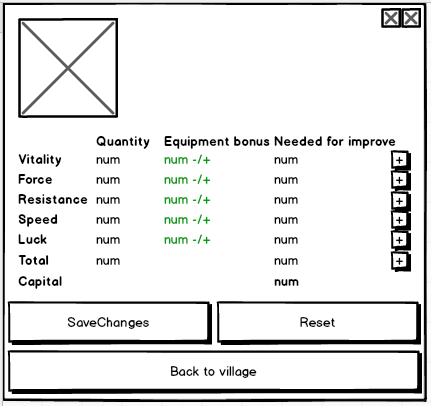 Quantity Equipment bonus Needed for improve
Vitality num num -/+ num +
Force num num -/+ num +
Resistance num num -/+ num +
Speed num num -/+ num +
Luck num num -/+ num +
Total num num +
Capital num
SaveChanges Reset
Back to village